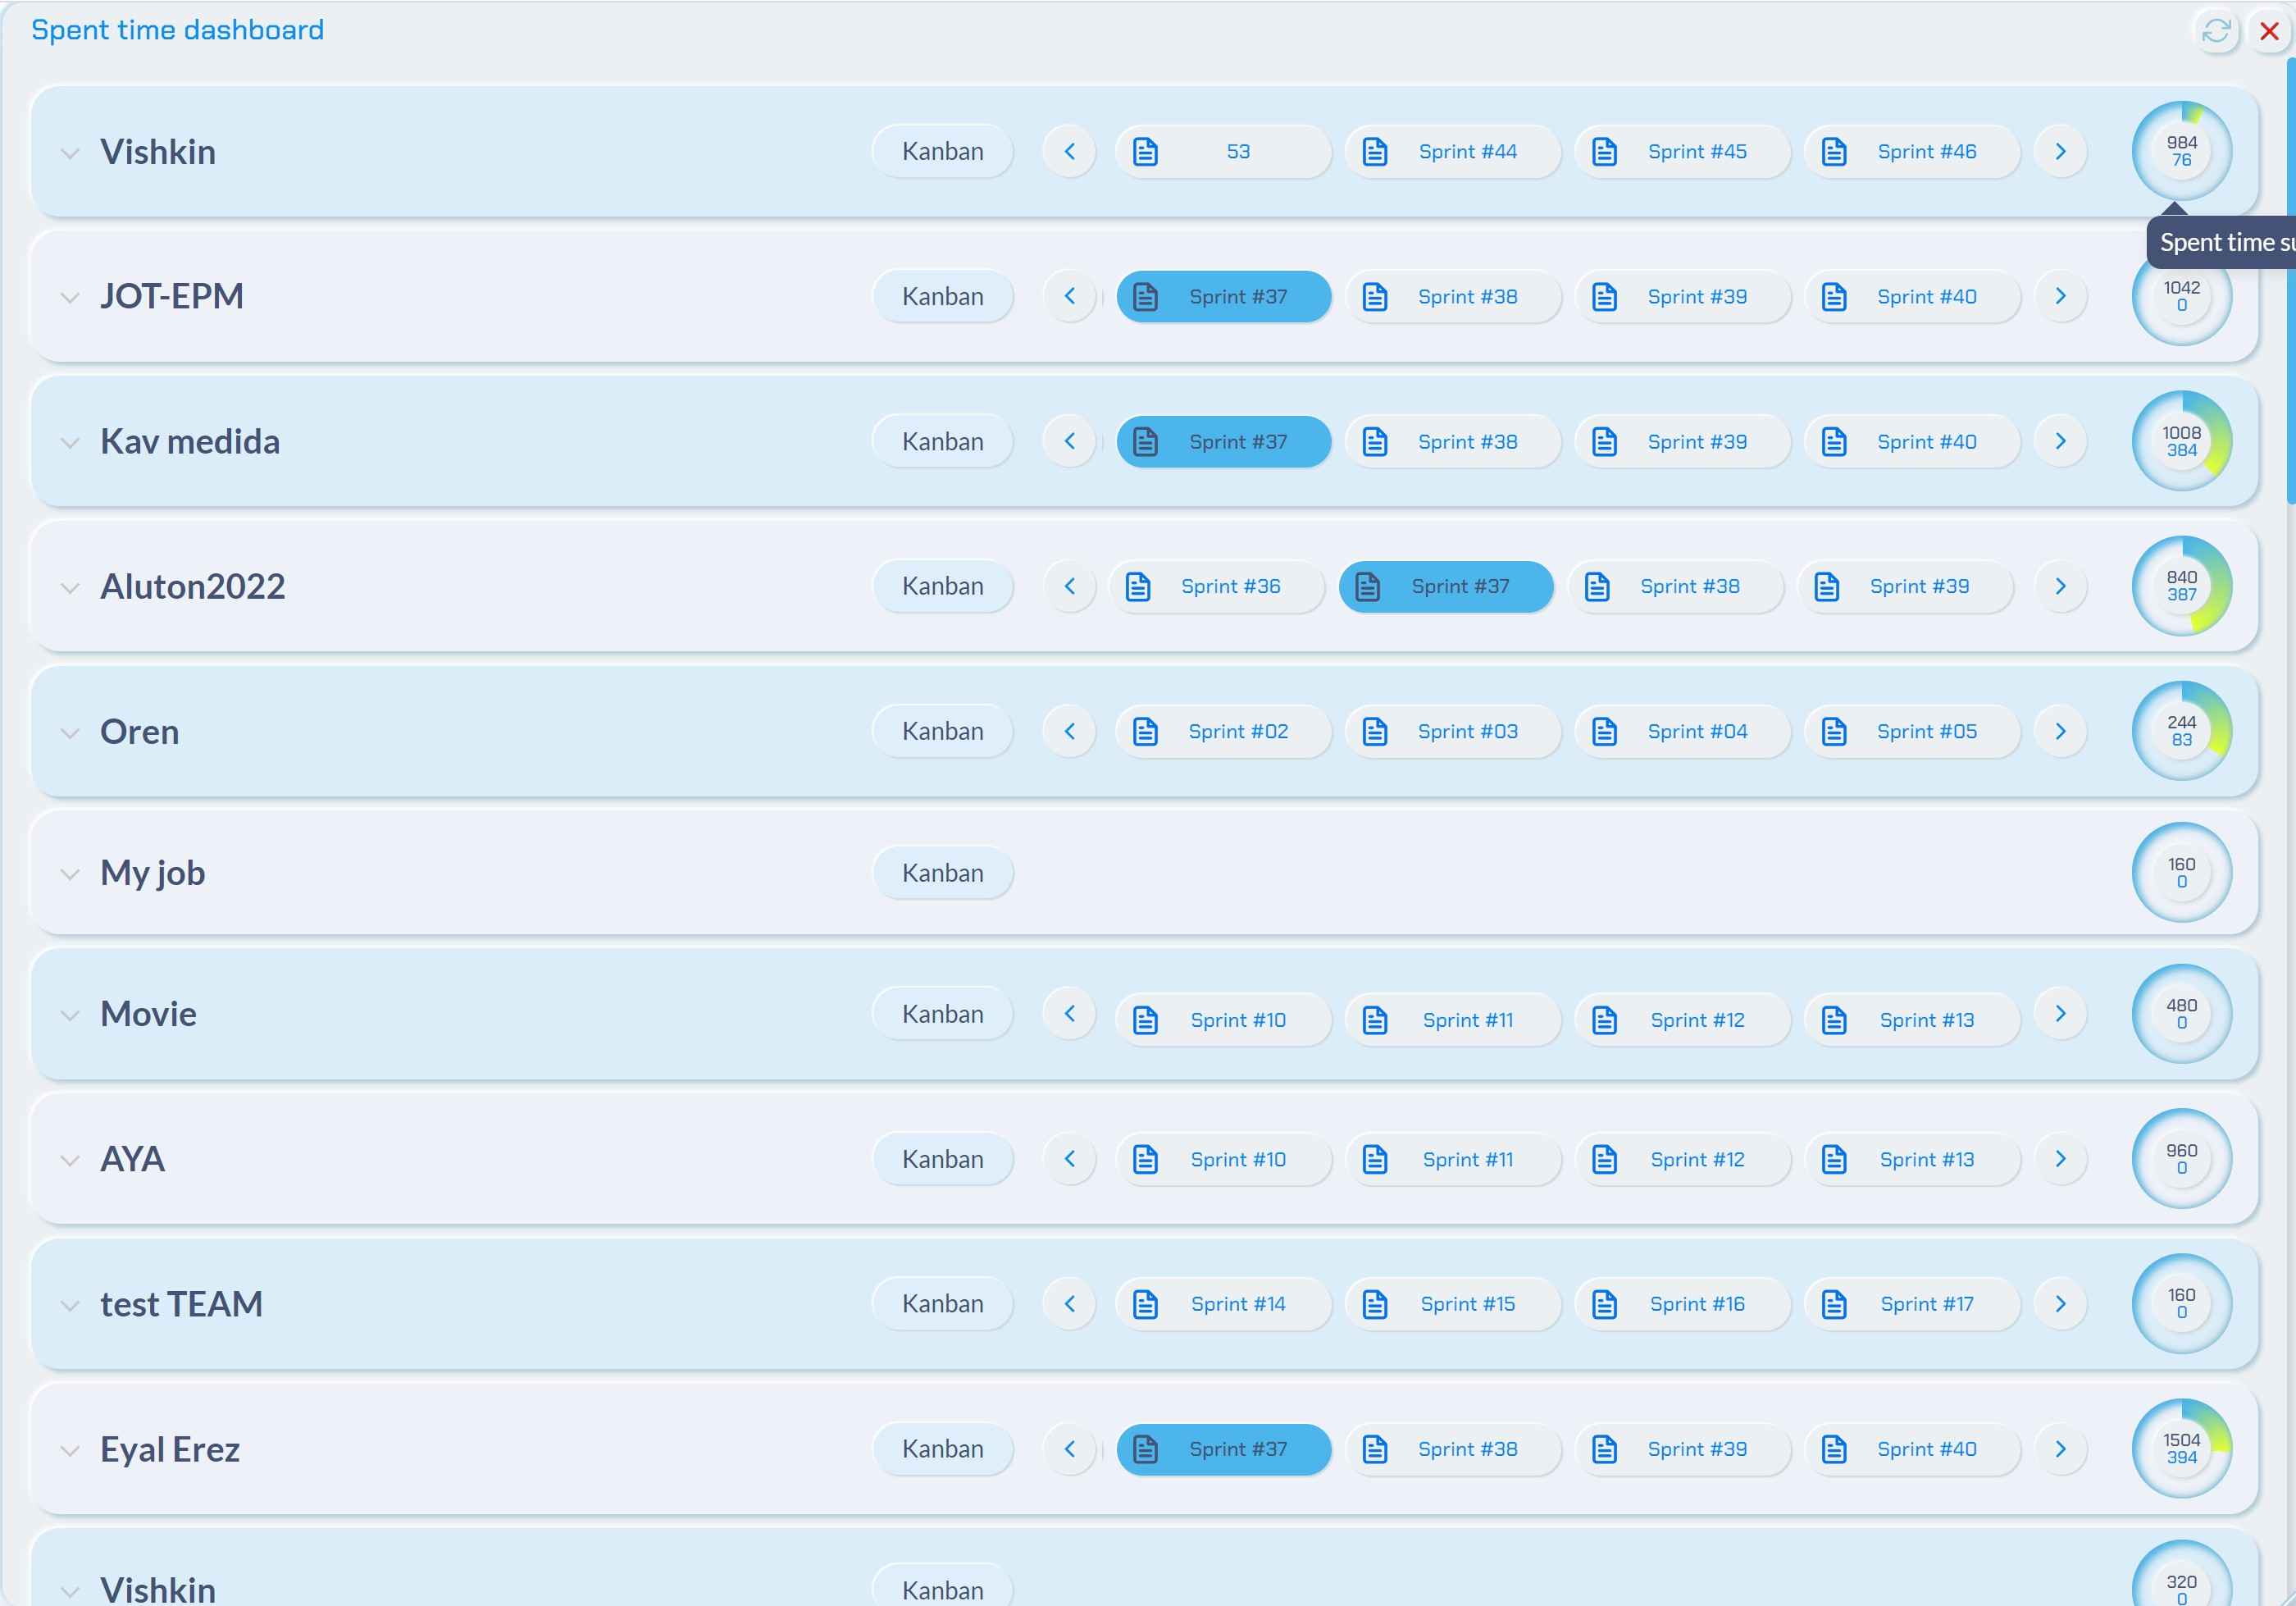 Spent time dashboard
Vishkin Kanban 53 Sprint #44 Sprint #45 Sprint #46 984
76
Spent time
JOT-EPM Kanban Sprint #37 Sprint #38 Sprint #39 Sprint #40 1042
0
Kav medida Kanban Sprint #37 Sprint #38 Sprint #39 Sprint #40 1008
384
Aluton2022 Kanban Sprint #36 Sprint #37 Sprint #38 Sprint #39 840
387
Oren Kanban Sprint #02 Sprint #03 Sprint #04 Sprint #05 244
83
My job Kanban 160
0
Movie Kanban Sprint #10 Sprint #11 Sprint #12 Sprint #13 480
0
AYA Kanban Sprint #10 Sprint #11 Sprint #12 Sprint #13 960
0
test TEAM Kanban Sprint #14 Sprint #15 Sprint #16 Sprint #17 160
0
Eyal Erez Kanban Sprint #37 Sprint #38 Sprint #39 Sprint #40 1504
394
Vishkin Kanban 320
0